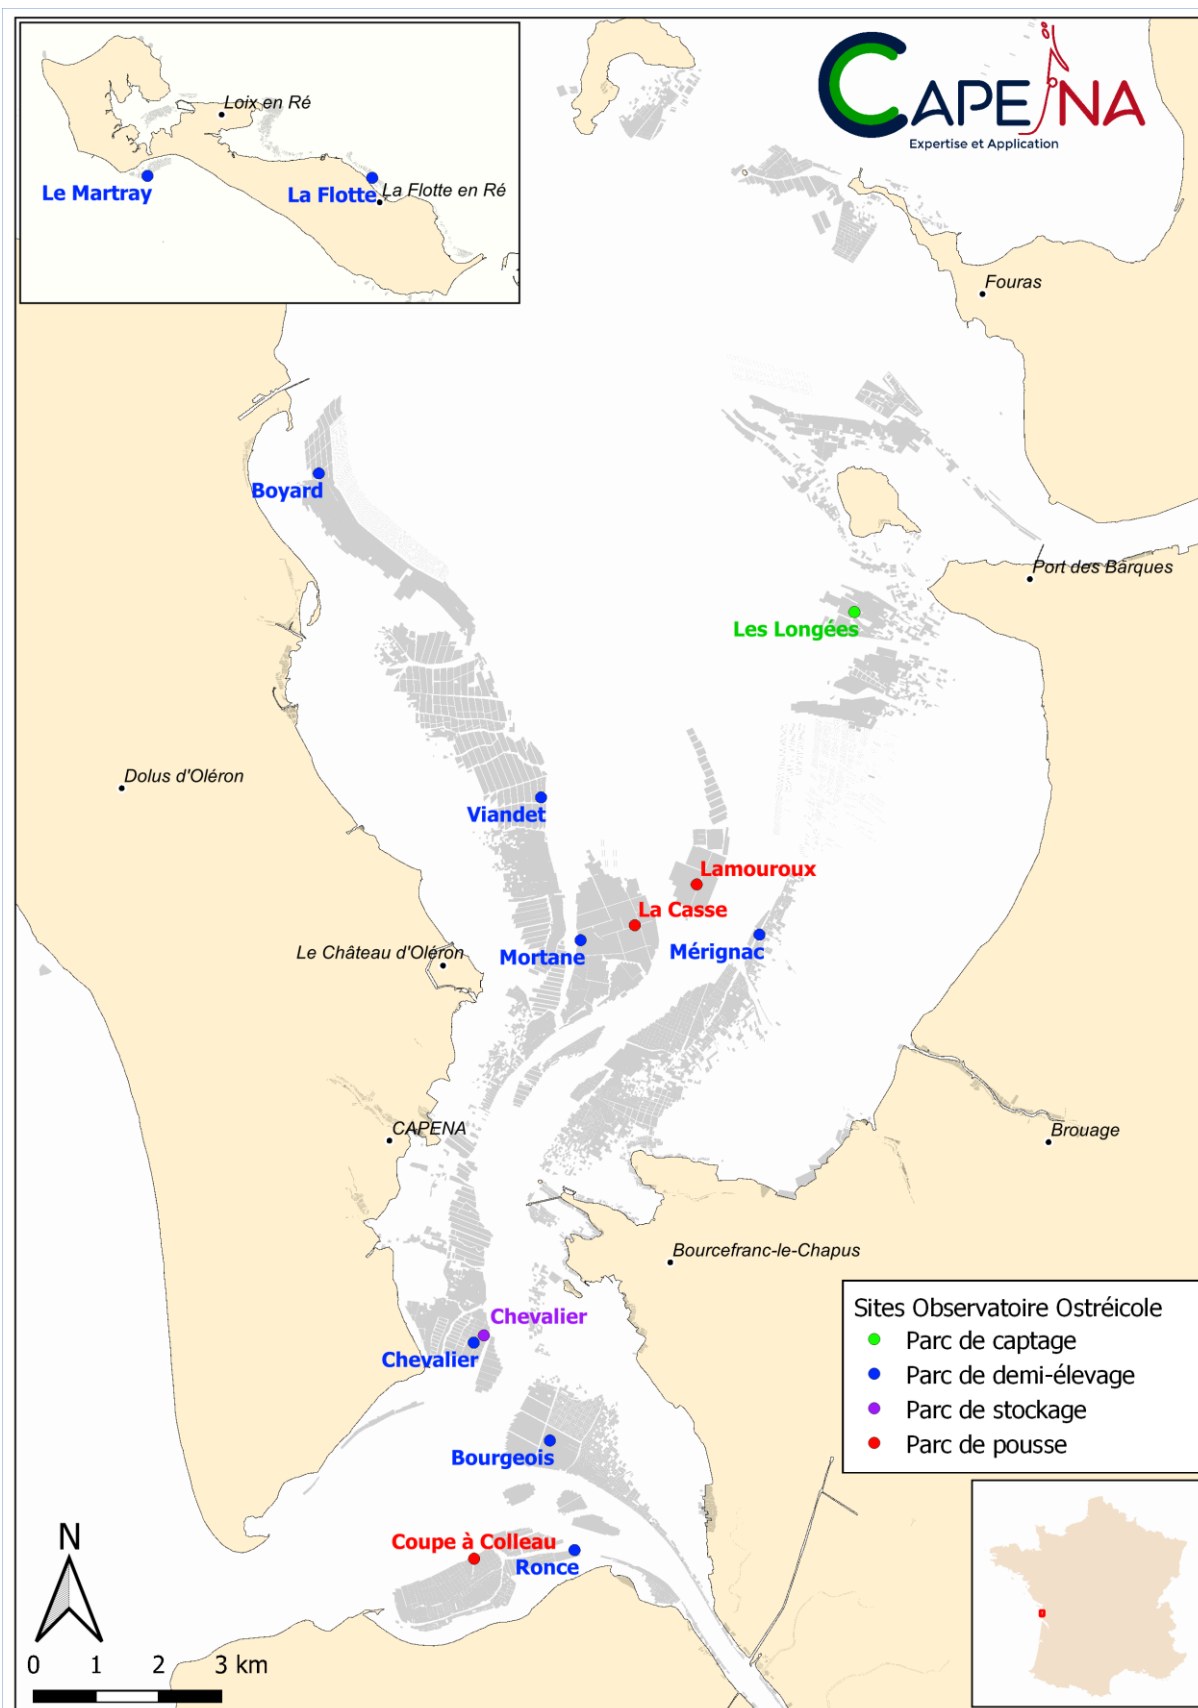 CAPENA
Expertise et Application
Loix en Ré
Le Martray
La Flotte
La Flotte en Ré
Fouras
Boyard
Port des Barques
Les Longées
Dolus d'Oléron
Viandet
Lamouroux
La Casse
Mortane
Mérignac
Le Château d'Oléron
CAPENA
Brouage
Bourcefranc-le-Chapus
Chevalier
Chevalier
Sites Observatoire Ostréicole
Parc de captage
Parc de demi-élevage
Parc de stockage
Parc de pousse
Bourgeois
Coupe à Colleau
Ronce
N
0 1 2 3 km